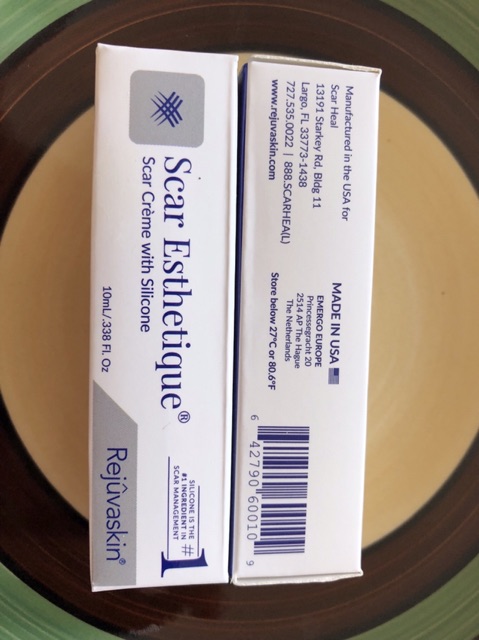 Scar Esthetique®
Scar Crème with Silicone
10mL/.338 Fl. Oz
SILICONE IS THE
#1 INGREDIENT IN
SCAR MANAGEMENT
#1
Rejûvaskin®
Manufactured in the USA for
Scar Heal
13191 Starkey Rd, Bldg 11
Largo, FL 33773-1438
727.535.0022 | 888.SCARHEA(L)
www.rejuvaskin.com
MADE IN USA
EMERGO EUROPE
Princessegracht 20
2514 AP The Hague
The Netherlands
Store below 27°C or 80.6°F
6 42790 60010 9